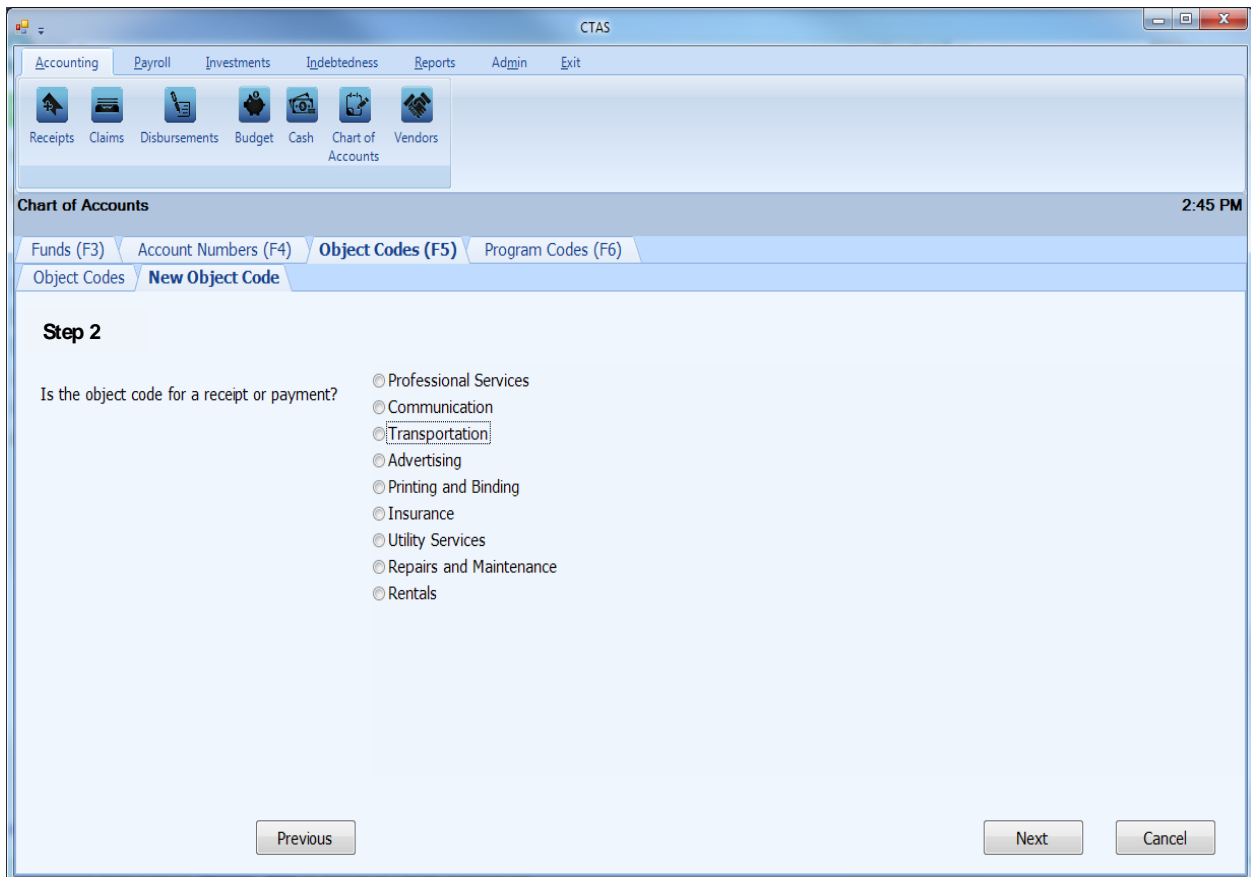 CTAS
Accounting Payroll Investments Indebtedness Reports Admin Exit
Receipts Claims Disbursements Budget Cash Chart of Accounts Vendors
Chart of Accounts 2:45 PM
Funds (F3) Account Numbers (F4) Object Codes (F5) Program Codes (F6)
Object Codes New Object Code
Step 2
Is the object code for a receipt or payment?
Professional Services
Communication
Transportation
Advertising
Printing and Binding
Insurance
Utility Services
Repairs and Maintenance
Rentals
Previous Next Cancel